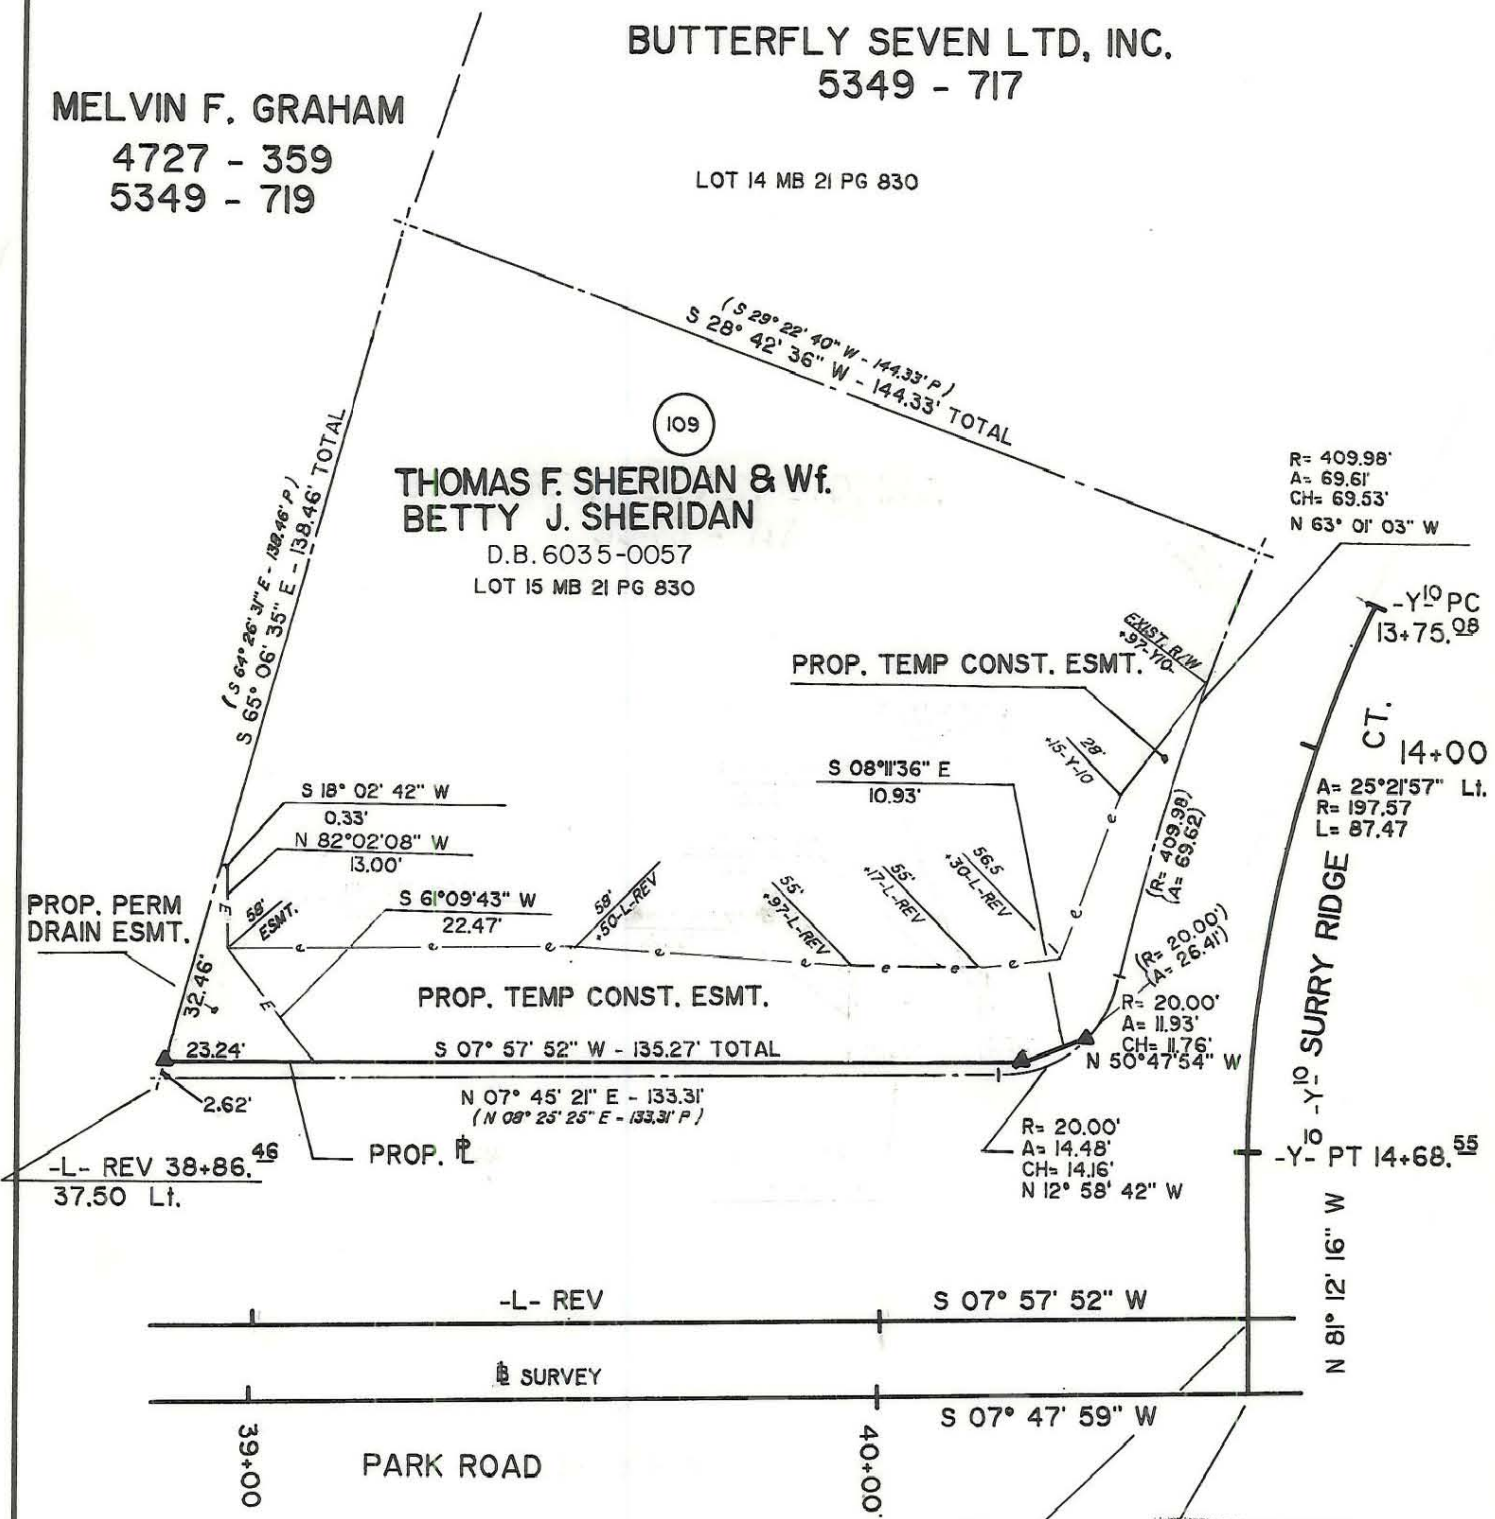 BUTTERFLY SEVEN LTD, INC.
5349 - 717
MELVIN F. GRAHAM
4727 - 359
5349 - 719
LOT 14 MB 21 PG 830
(S 29° 22' 40" W - 144.33' P)
S 28° 42' 36" W - 144.33' TOTAL
109
THOMAS F. SHERIDAN & Wf.
BETTY J. SHERIDAN
D.B. 6035-0057
LOT 15 MB 21 PG 830
(S 64° 26' 31" E - 138.46' P)
S 65° 06' 35" E - 138.46' TOTAL
R= 409.98'
A= 69.61'
CH= 69.53'
N 63° 01' 03" W
-Y10 PC
13+75.08
EXIST. R/W
+97-Y10-
PROP. TEMP CONST. ESMT.
28'
+15-Y-10
CT.
14+00
A= 25°21'57" Lt.
R= 197.57
L= 87.47
S 08°11'36" E
10.93'
S 18° 02' 42" W
0.33'
N 82°02'08" W
13.00'
(R= 409.98)
(A= 69.62)
PROP. PERM
DRAIN ESMT.
58'
ESMT.
S 61°09'43" W
22.47'
58'
+50-L-REV
55'
+97-L-REV
55'
+17-L-REV
56.5
+30-L-REV
E
e e e e e e e e e e
E
(R= 20.00')
(A= 26.41')
32.46'
PROP. TEMP CONST. ESMT.
R= 20.00'
A= 11.93'
CH= 11.76'
N 50°47'54" W
23.24'
S 07° 57' 52" W - 135.27' TOTAL
N 07° 45' 21" E - 133.31'
(N 08° 25' 25" E - 133.31' P)
2.62'
PROP. PL
-L- REV 38+86.46
37.50 Lt.
R= 20.00'
A= 14.48'
CH= 14.16'
N 12° 58' 42" W
-Y10- SURRY RIDGE
-Y10- PT 14+68.55
N 81° 12' 16" W
-L- REV
S 07° 57' 52" W
BL SURVEY
S 07° 47' 59" W
39+00
PARK ROAD
40+00